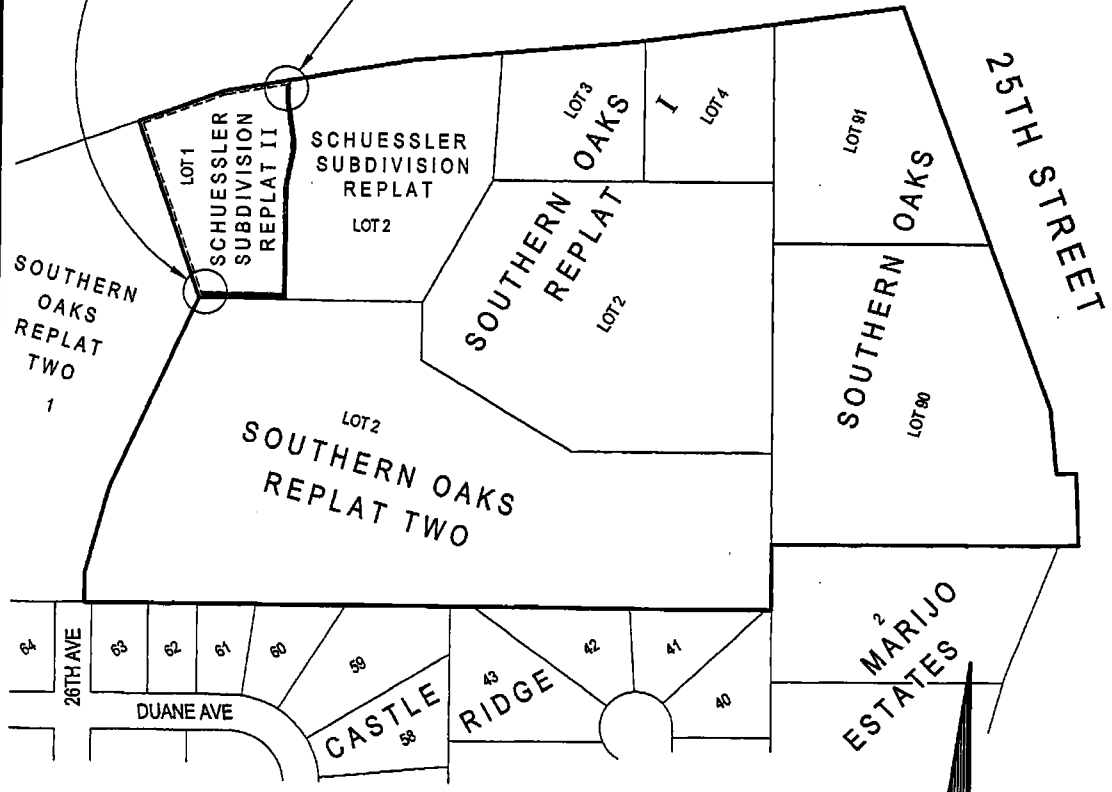 25TH STREET
LOT 1
SCHUESSLER
SUBDIVISION
REPLAT II
SCHUESSLER
SUBDIVISION
REPLAT
LOT 2
LOT 3
OAKS
I
LOT 4
SOUTHERN
REPLAT
LOT 2
LOT 91
OAKS
SOUTHERN
LOT 90
SOUTHERN
OAKS
REPLAT
TWO
1
LOT 2
SOUTHERN OAKS
REPLAT TWO
64
26TH AVE
63
62
61
60
59
DUANE AVE
CASTLE
58
43
RIDGE
42
41
40
2
MARIJO
ESTATES